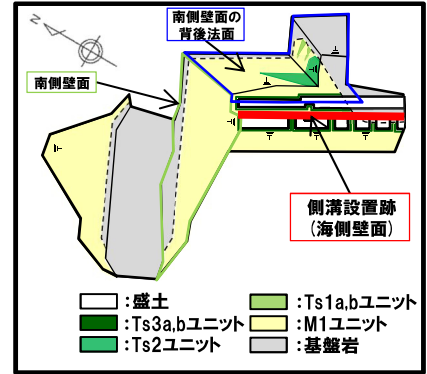 N
南側壁面の
背後法面
南側壁面
側溝設置跡
(海側壁面)
:盛土
:Ts1a,bユニット
:Ts3a,bユニット
:M1ユニット
:Ts2ユニット
:基盤岩